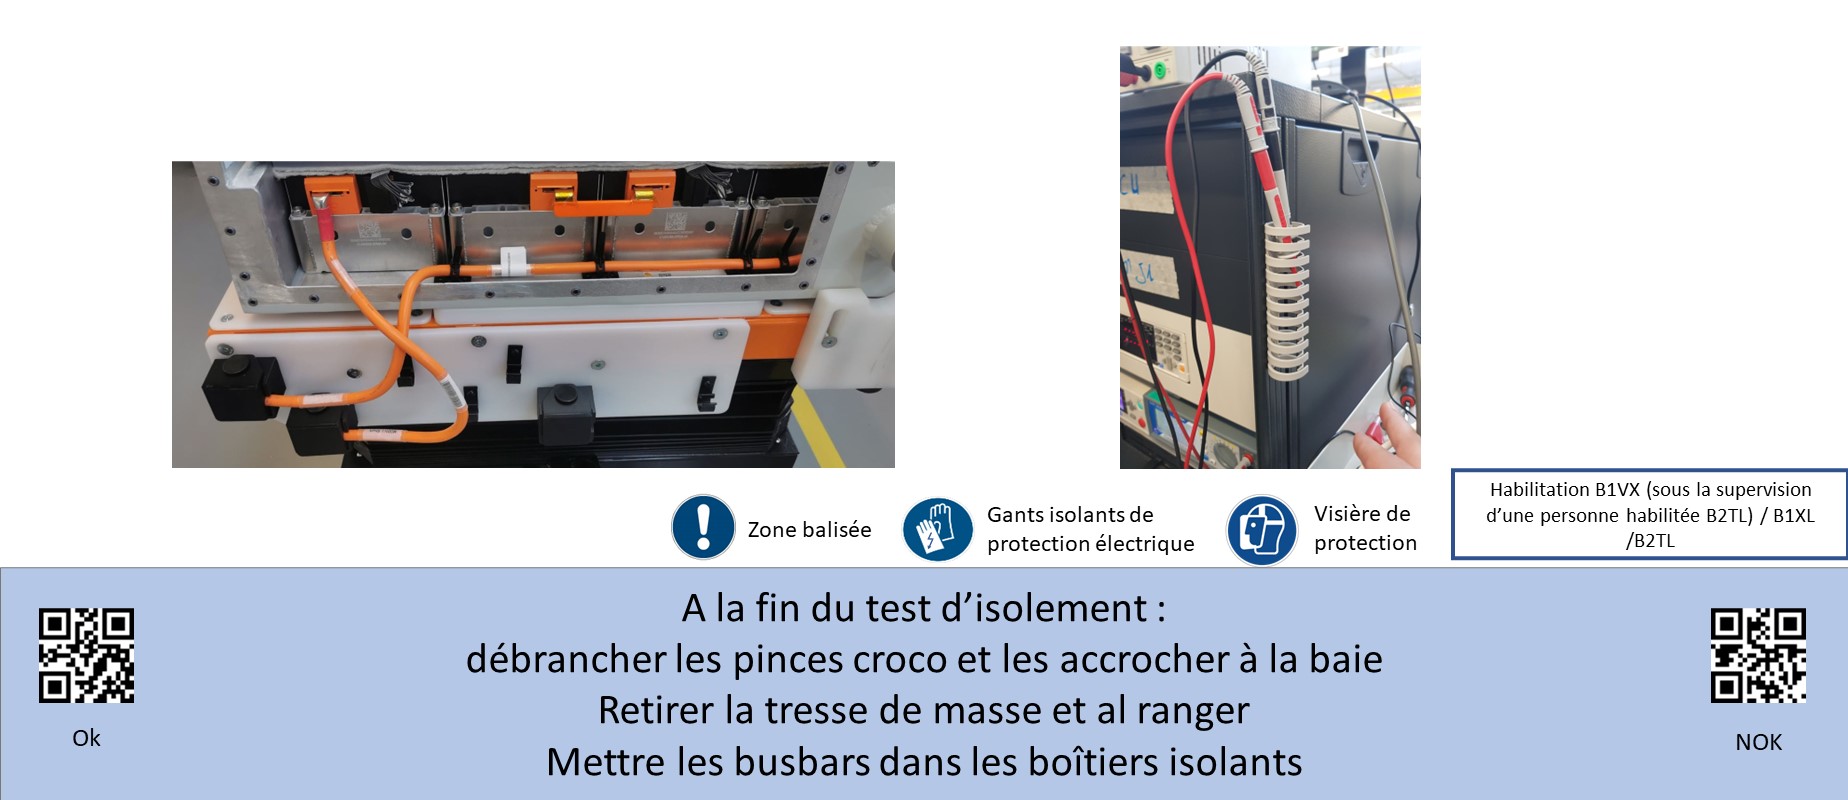 cu
Zone balisée
Gants isolants de
protection électrique
Visière de
protection
Habilitation B1VX (sous la supervision
d’une personne habilitée B2TL) / B1XL
/B2TL
A la fin du test d’isolement :
débrancher les pinces croco et les accrocher à la baie
Retirer la tresse de masse et al ranger
Mettre les busbars dans les boîtiers isolants
Ok
NOK